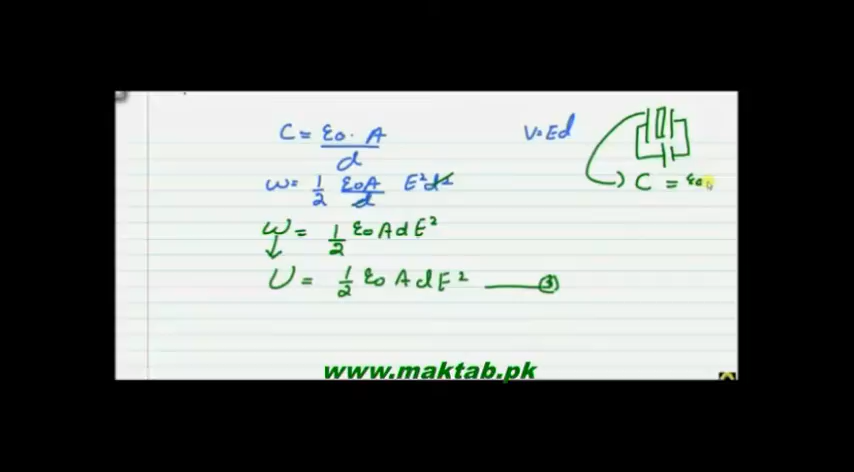 C = ε₀ · A / d
V = Ed
C = ε₀
W = 1/2 ε₀A/d E²d²
W = 1/2 ε₀ A d E²
U = 1/2 ε₀ A d E² ——— ③
www.maktab.pk